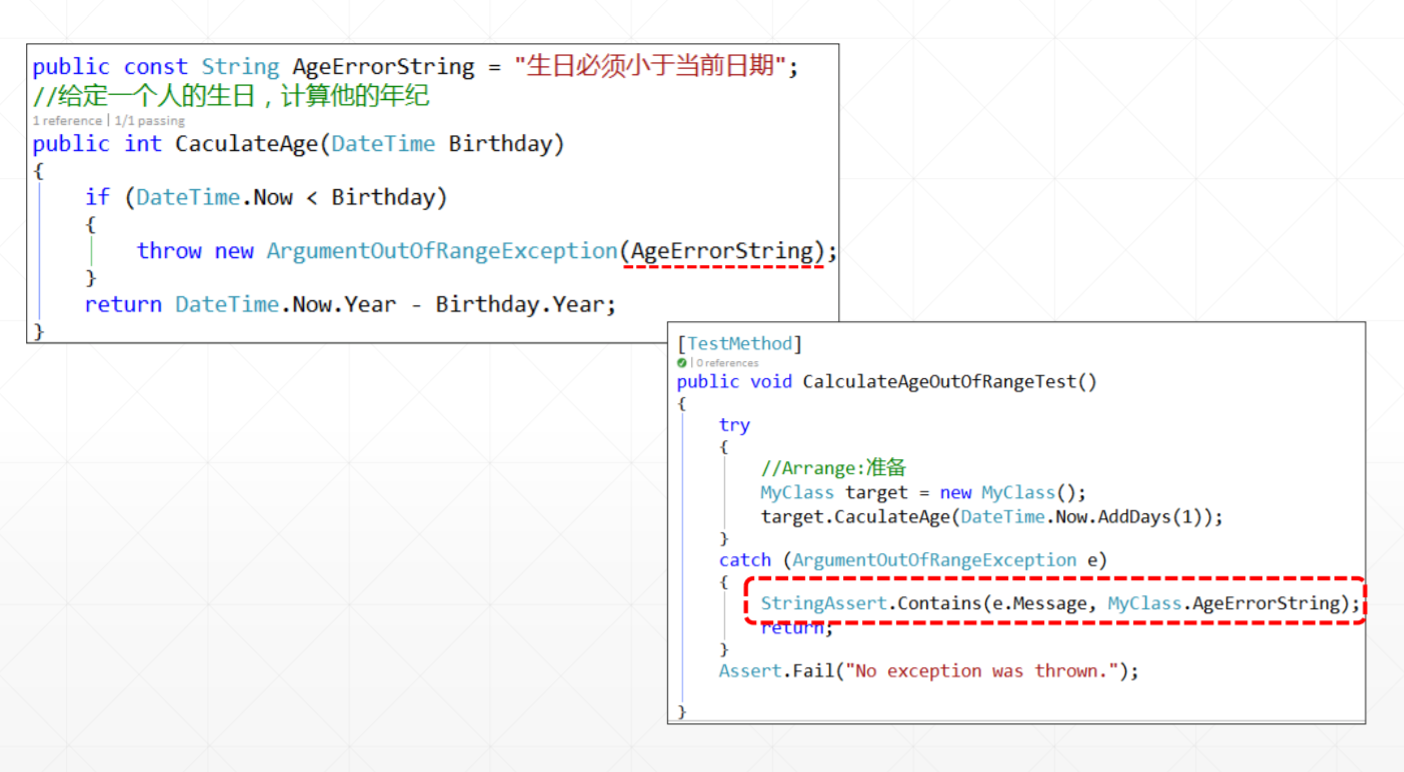 public const String AgeErrorString = "生日必须小于当前日期";
//给定一个人的生日，计算他的年纪
1 reference | 1/1 passing
public int CaculateAge(DateTime Birthday)
{
if (DateTime.Now < Birthday)
{
throw new ArgumentOutOfRangeException(AgeErrorString);
}
return DateTime.Now.Year - Birthday.Year;
}
[TestMethod]
| 0 references
public void CalculateAgeOutOfRangeTest()
{
try
{
//Arrange:准备
MyClass target = new MyClass();
target.CaculateAge(DateTime.Now.AddDays(1));
}
catch (ArgumentOutOfRangeException e)
{
StringAssert.Contains(e.Message, MyClass.AgeErrorString);
return;
}
Assert.Fail("No exception was thrown.");
}